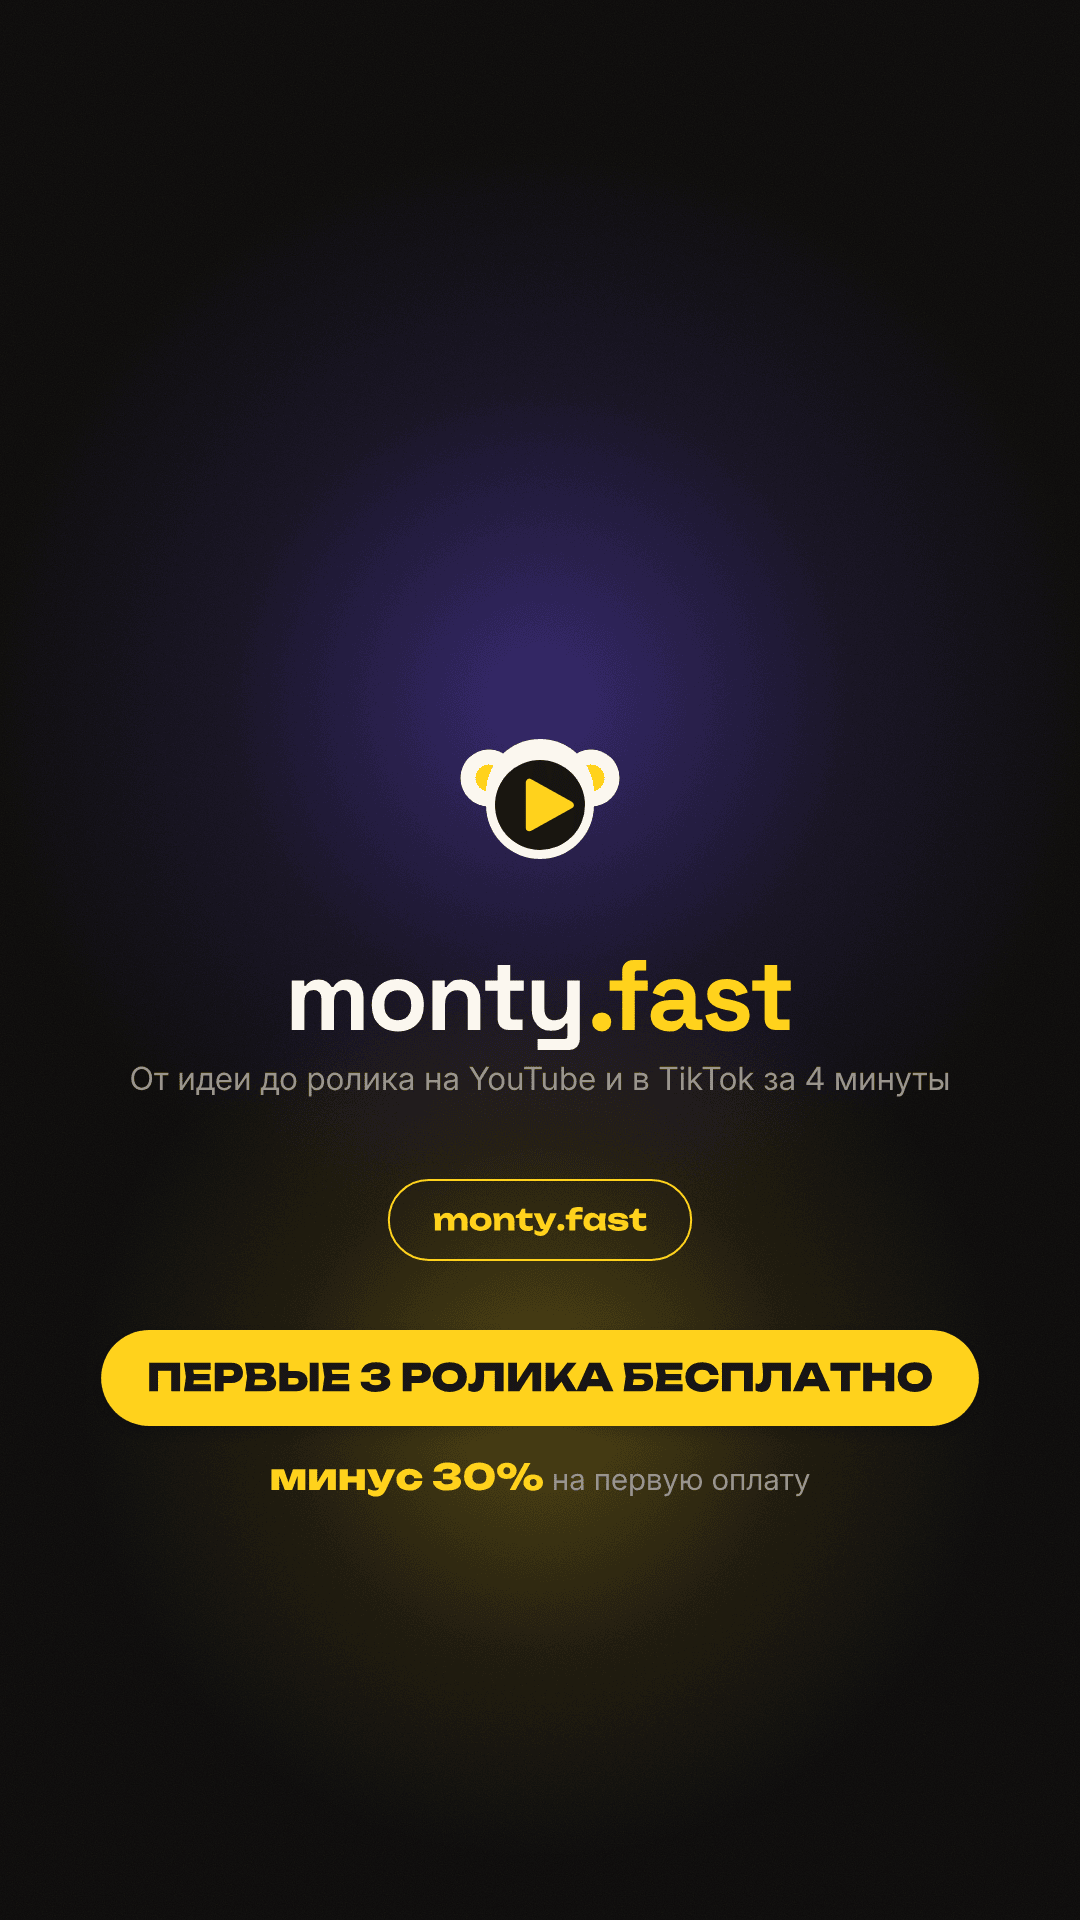 monty.fast
От идеи до ролика на YouTube и в TikTok за 4 минуты
monty.fast
ПЕРВЫЕ 3 РОЛИКА БЕСПЛАТНО
минус 30% на первую оплату